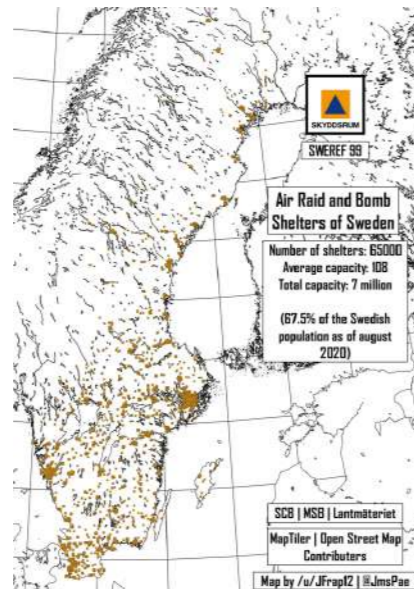 SKYDDSRUM
SWEREF 99
Air Raid and Bomb
Shelters of Sweden
Number of shelters: 65000
Average capacity: 108
Total capacity: 7 million
(67.5% of the Swedish
population as of august
2020)
SCB | MSB | Lantmäteriet
MapTiler | Open Street Map
Contributers
Map by /u/JFrap12 | @JmsPae